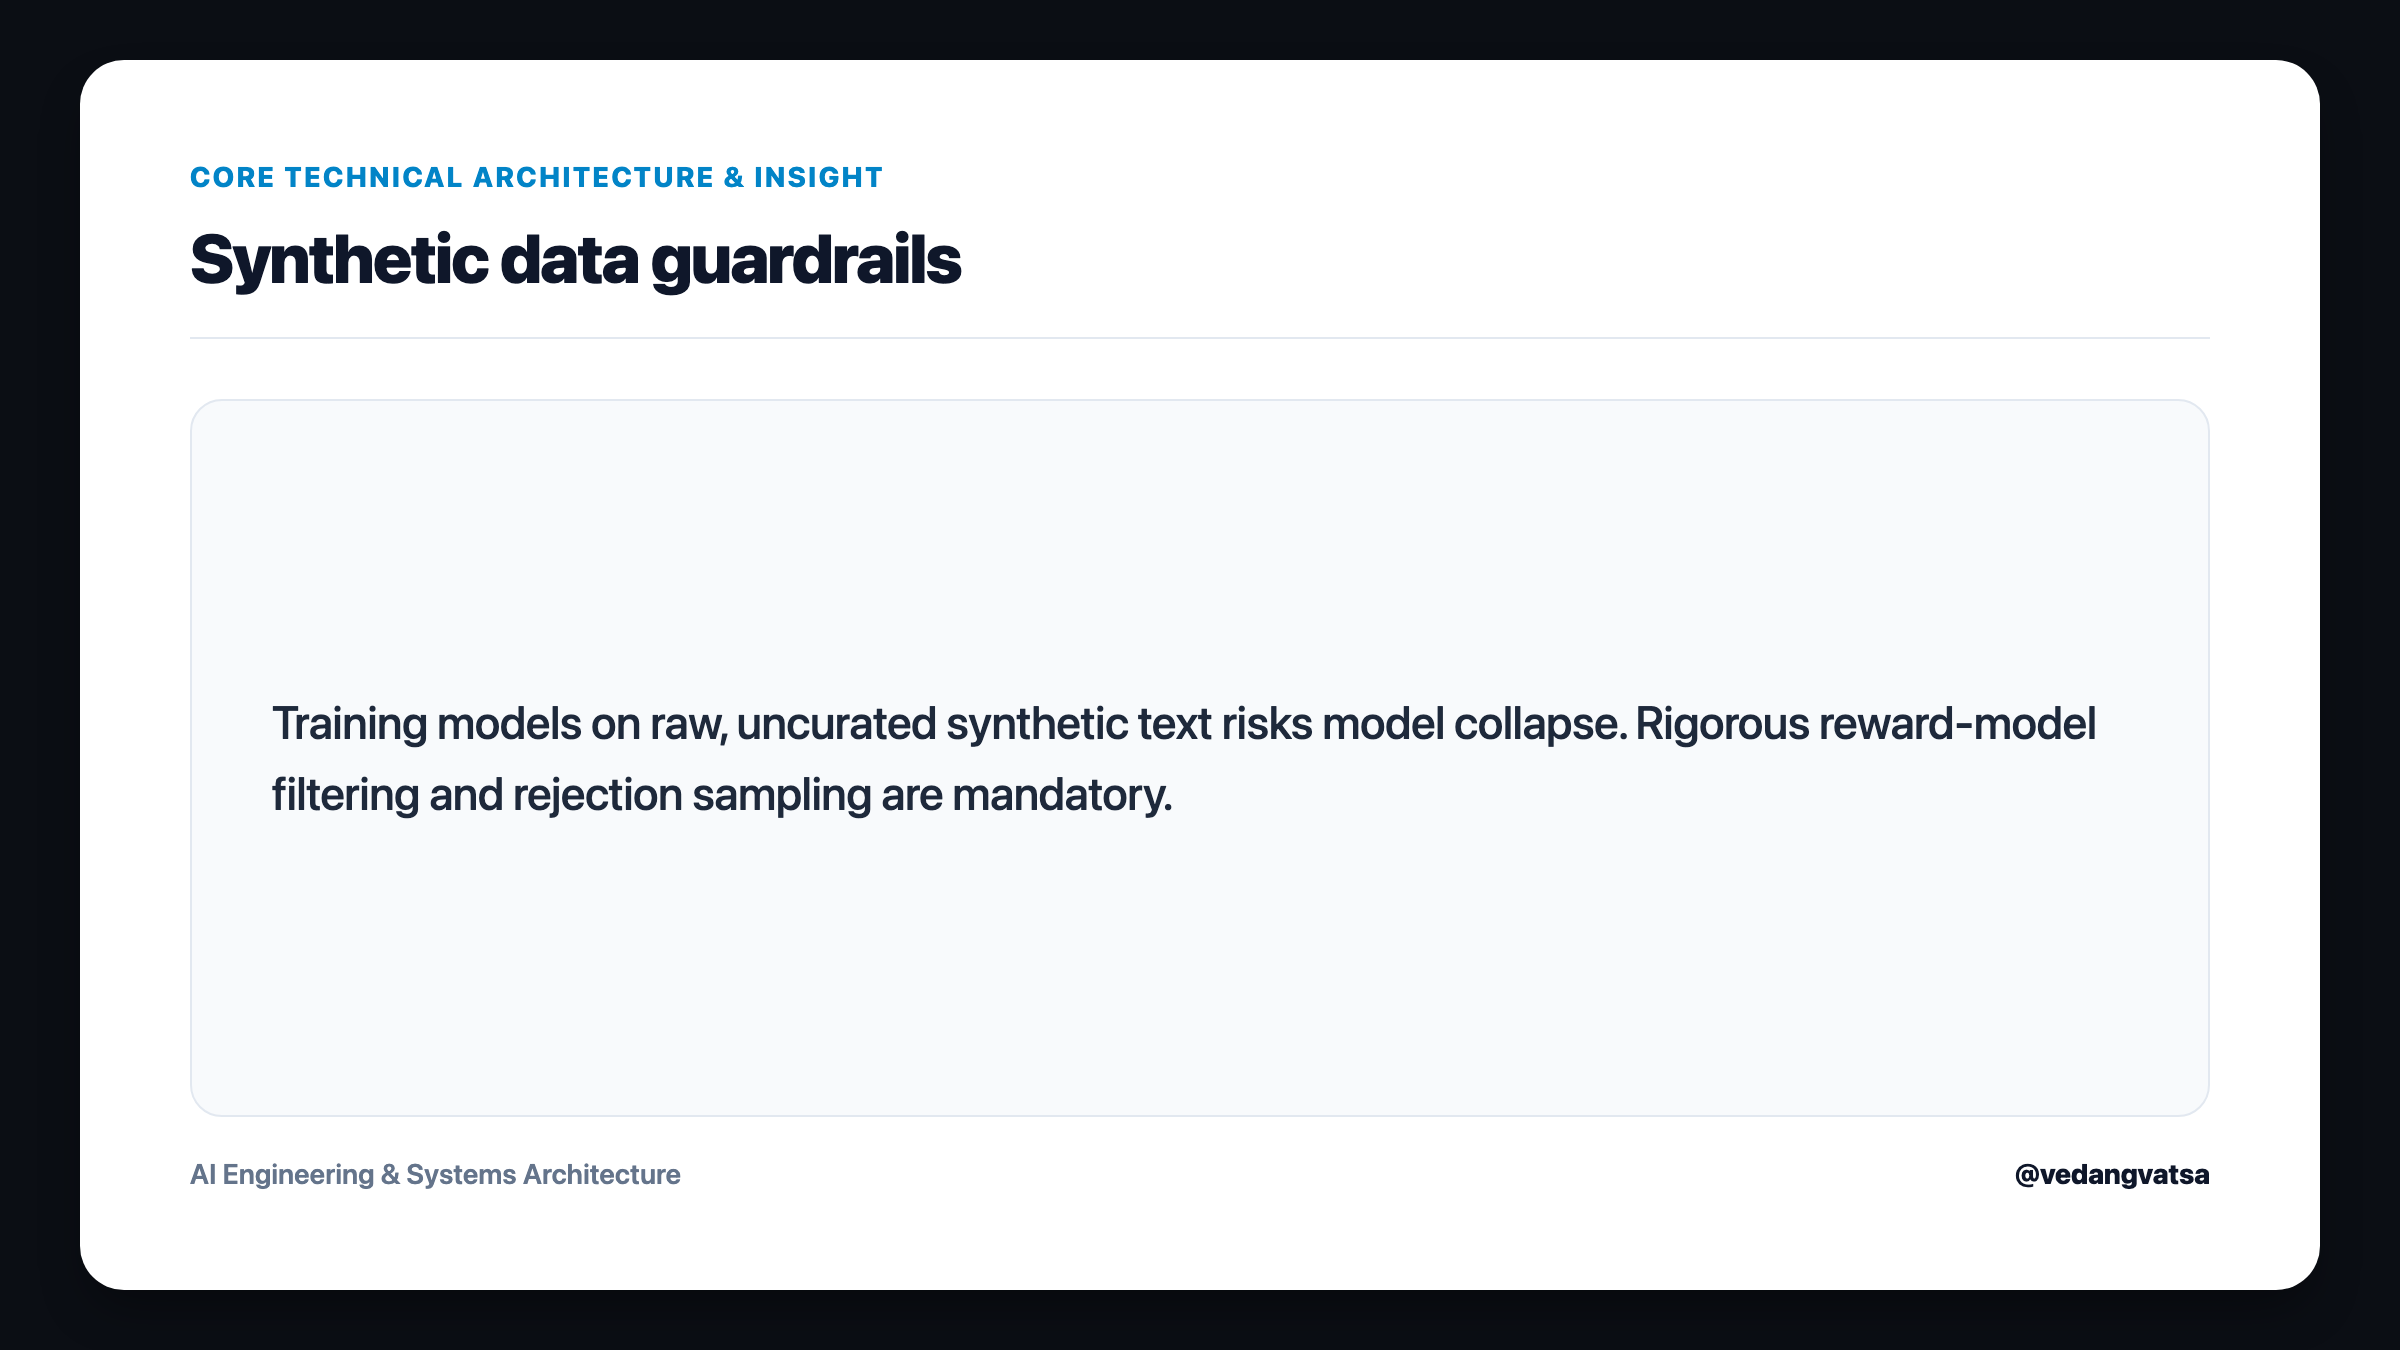 CORE TECHNICAL ARCHITECTURE & INSIGHT
Synthetic data guardrails
Training models on raw, uncurated synthetic text risks model collapse. Rigorous reward-model
filtering and rejection sampling are mandatory.
AI Engineering & Systems Architecture
@vedangvatsa